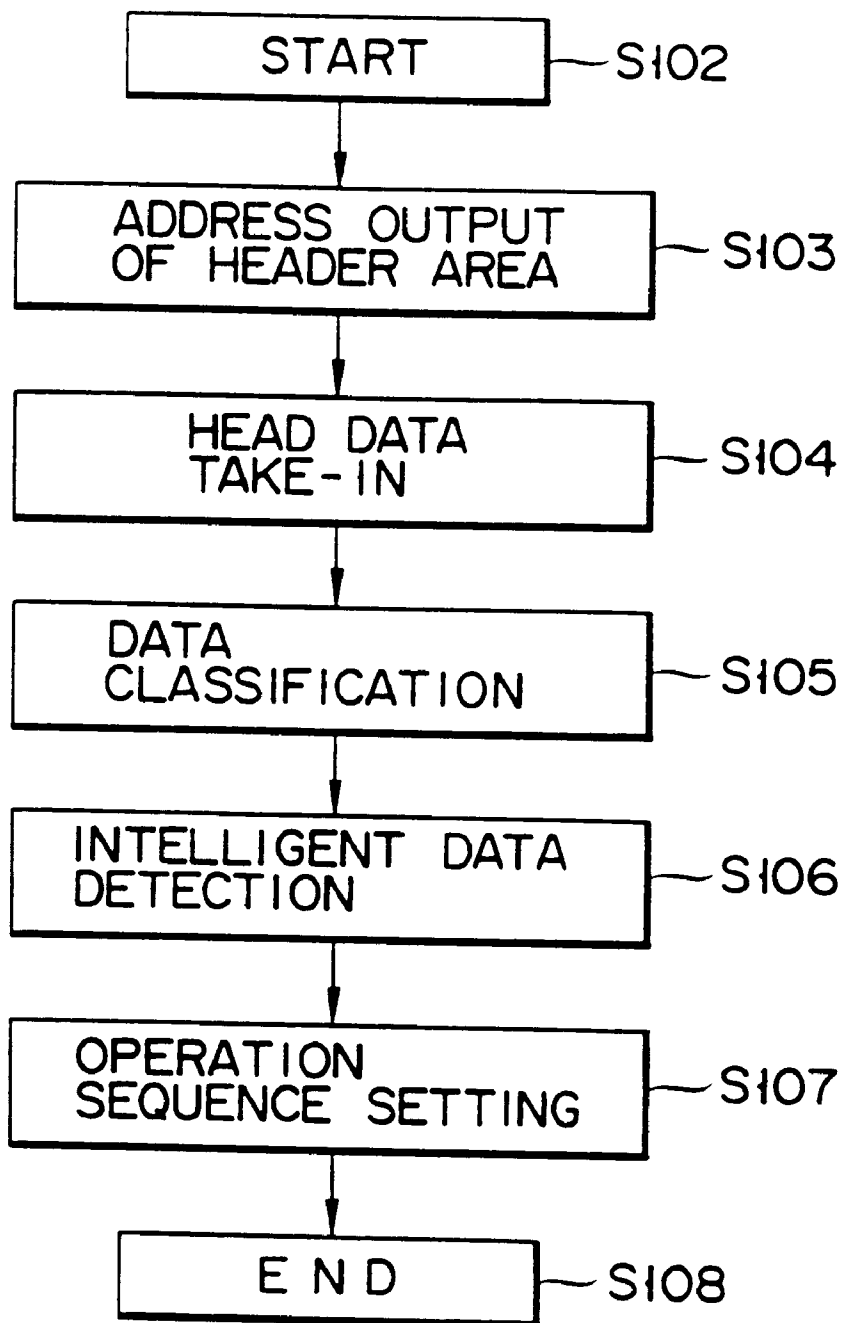 START
S102
ADDRESS OUTPUT
OF HEADER AREA
S103
HEAD DATA
TAKE-IN
S104
DATA
CLASSIFICATION
S105
INTELLIGENT DATA
DETECTION
S106
OPERATION
SEQUENCE SETTING
S107
END
S108